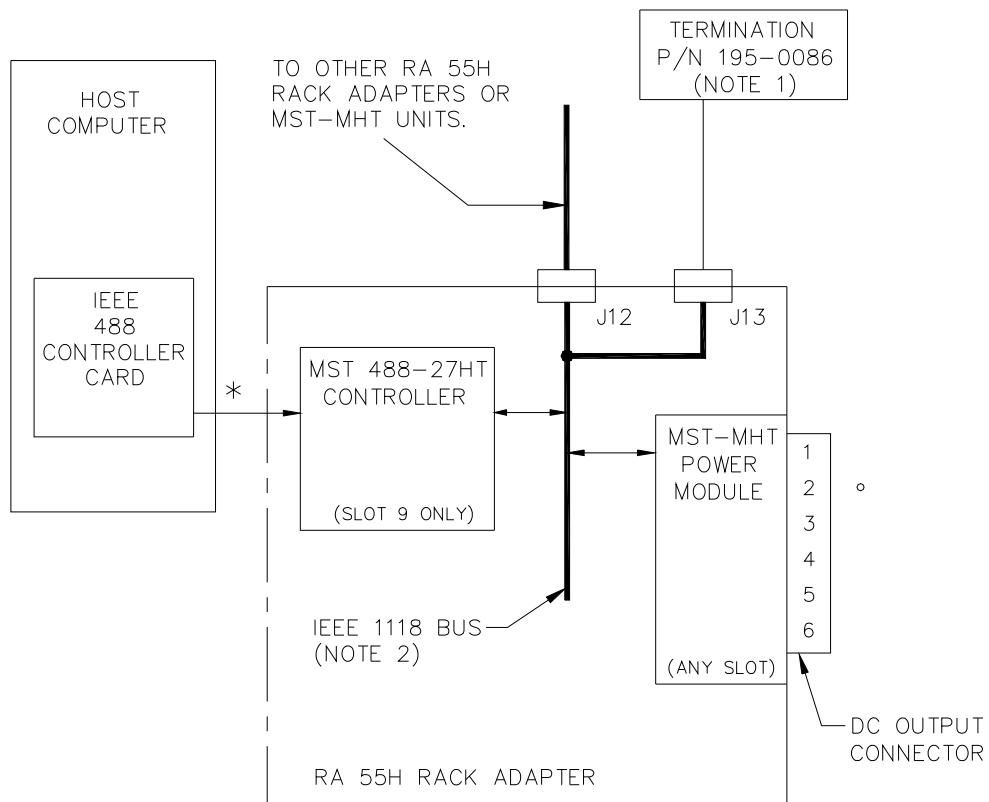 TERMINATION
P/N 195-0086
(NOTE 1)
TO OTHER RA 55H
RACK ADAPTERS OR
MST-MHT UNITS.
HOST
COMPUTER
IEEE
488
CONTROLLER
CARD
*
J12
J13
MST 488-27HT
CONTROLLER
(SLOT 9 ONLY)
MST-MHT
POWER
MODULE
(ANY SLOT)
1
2
3
4
5
6
IEEE 1118 BUS
(NOTE 2)
DC OUTPUT
CONNECTOR
RA 55H RACK ADAPTER